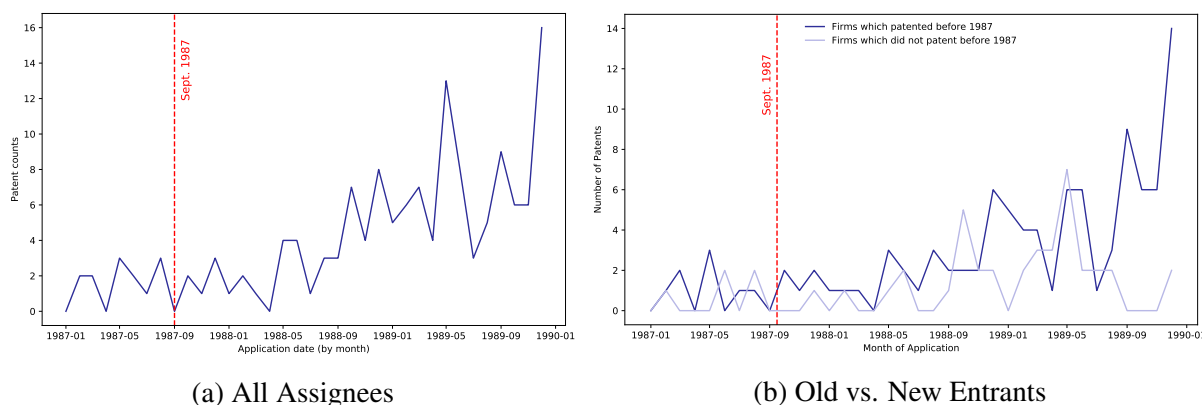 16
14
12
10
8
6
4
2
0
Patent counts
Sept. 1987
1987-01 1987-05 1987-09 1988-01 1988-05 1988-09 1989-01 1989-05 1989-09 1990-01
Application date (by month)
(a) All Assignees
14
12
10
8
6
4
2
0
Number of Patents
Firms which patented before 1987
Firms which did not patent before 1987
Sept. 1987
1987-01 1987-05 1987-09 1988-01 1988-05 1988-09 1989-01 1989-05 1989-09 1990-0
Month of Application
(b) Old vs. New Entrants